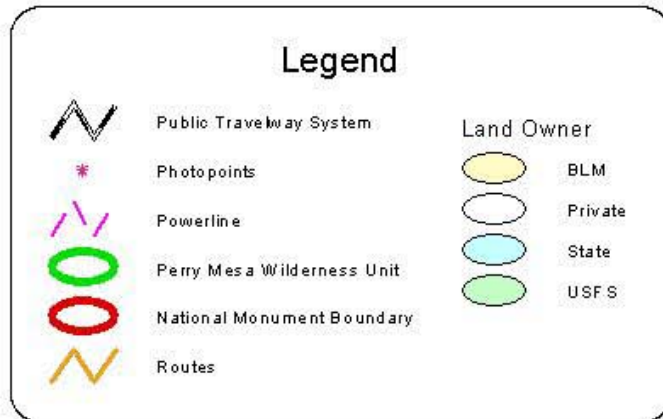 Legend
Public Travelway System
Photopoints
Powerline
Perry Mesa Wilderness Unit
National Monument Boundary
Routes
Land Owner
BLM
Private
State
USFS